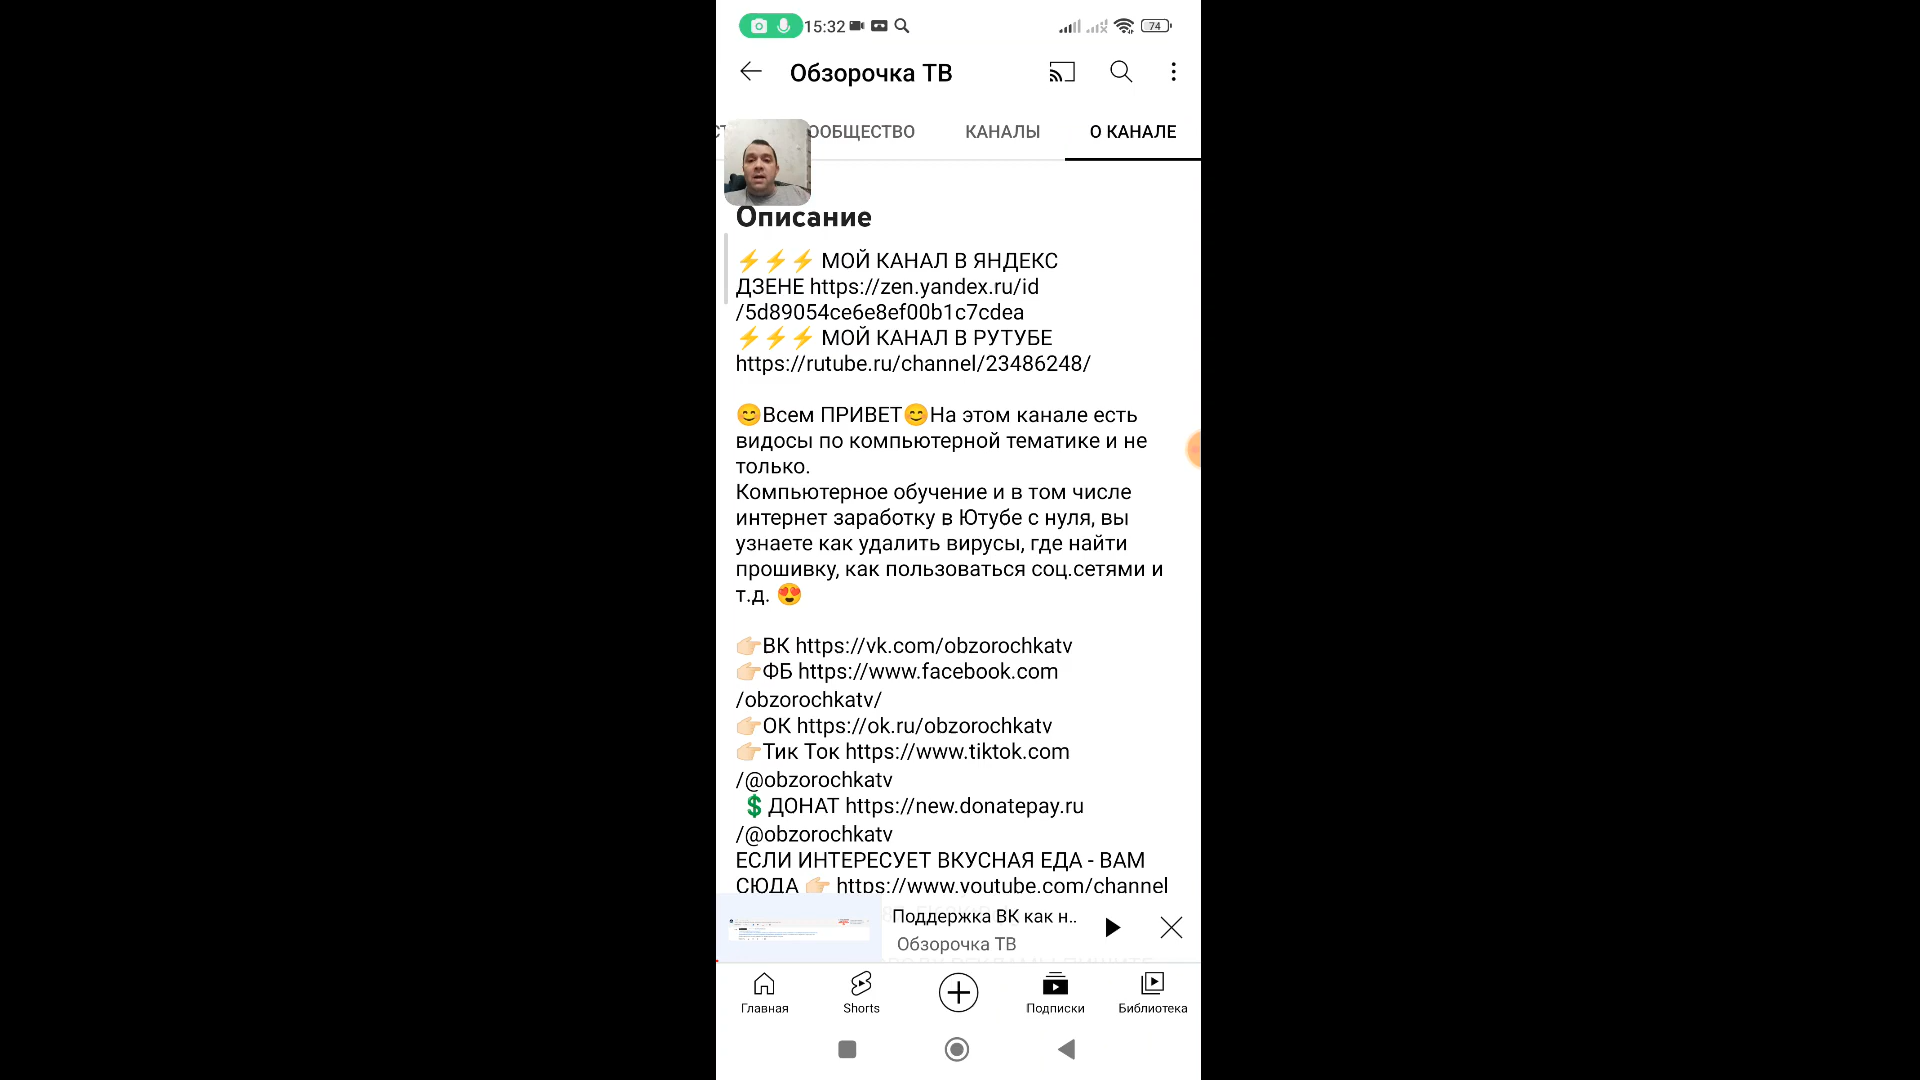 15:32
74
Обзорочка ТВ
ООБЩЕСТВО
КАНАЛЫ
О КАНАЛЕ
Описание
⚡⚡⚡ МОЙ КАНАЛ В ЯНДЕКС
ДЗЕНЕ https://zen.yandex.ru/id
/5d89054ce6e8ef00b1c7cdea
⚡⚡⚡ МОЙ КАНАЛ В РУТУБЕ
https://rutube.ru/channel/23486248/
😊Всем ПРИВЕТ😊На этом канале есть
видосы по компьютерной тематике и не
только.
Компьютерное обучение и в том числе
интернет заработку в Ютубе с нуля, вы
узнаете как удалить вирусы, где найти
прошивку, как пользоваться соц.сетями и
т.д. 😍
👉🏻ВК https://vk.com/obzorochkatv
👉🏻ФБ https://www.facebook.com
/obzorochkatv/
👉🏻ОК https://ok.ru/obzorochkatv
👉🏻Тик Ток https://www.tiktok.com
/@obzorochkatv
💲ДОНАТ https://new.donatepay.ru
/@obzorochkatv
ЕСЛИ ИНТЕРЕСУЕТ ВКУСНАЯ ЕДА - ВАМ
СЮДА 👉🏻 https://www.youtube.com/channel
Поддержка ВК как н..
Обзорочка ТВ
Главная
Shorts
Подписки
Библиотека